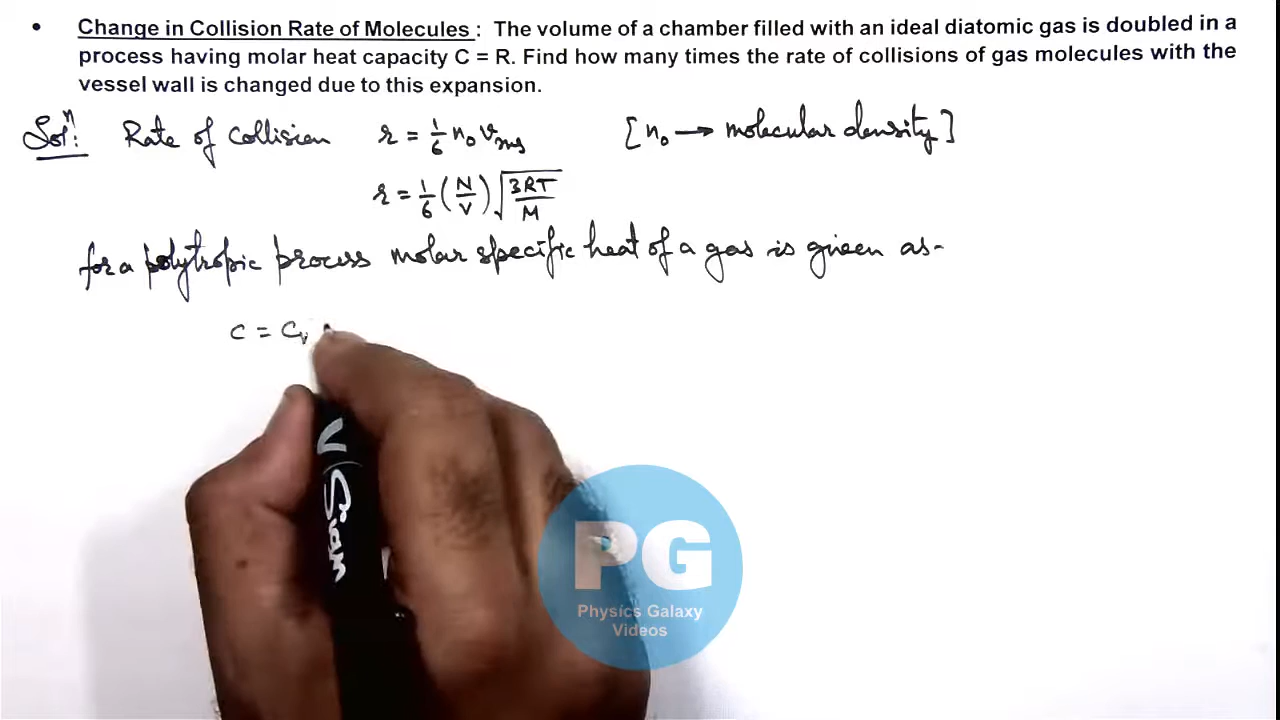 • Change in Collision Rate of Molecules : The volume of a chamber filled with an ideal diatomic gas is doubled in a
process having molar heat capacity C = R. Find how many times the rate of collisions of gas molecules with the
vessel wall is changed due to this expansion.
Solⁿ: Rate of Collision r = 1/6 n₀ v_rms [n₀ → molecular density]
r = 1/6 (N/V) √(3RT/M)
for a polytropic process molar specific heat of a gas is given as-
C = Cv
V Sign
PG
Physics Galaxy
Videos